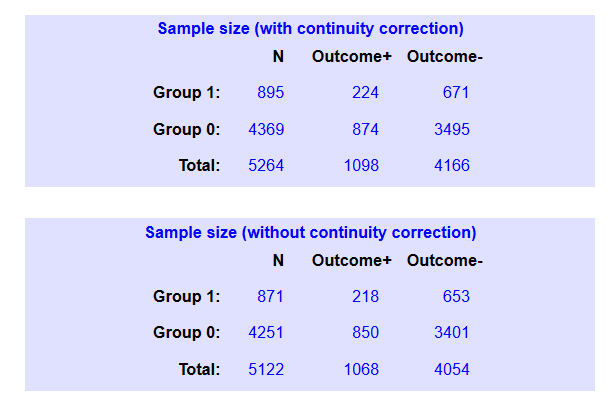 Sample size (with continuity correction)
N Outcome+ Outcome-
Group 1: 895 224 671
Group 0: 4369 874 3495
Total: 5264 1098 4166
Sample size (without continuity correction)
N Outcome+ Outcome-
Group 1: 871 218 653
Group 0: 4251 850 3401
Total: 5122 1068 4054